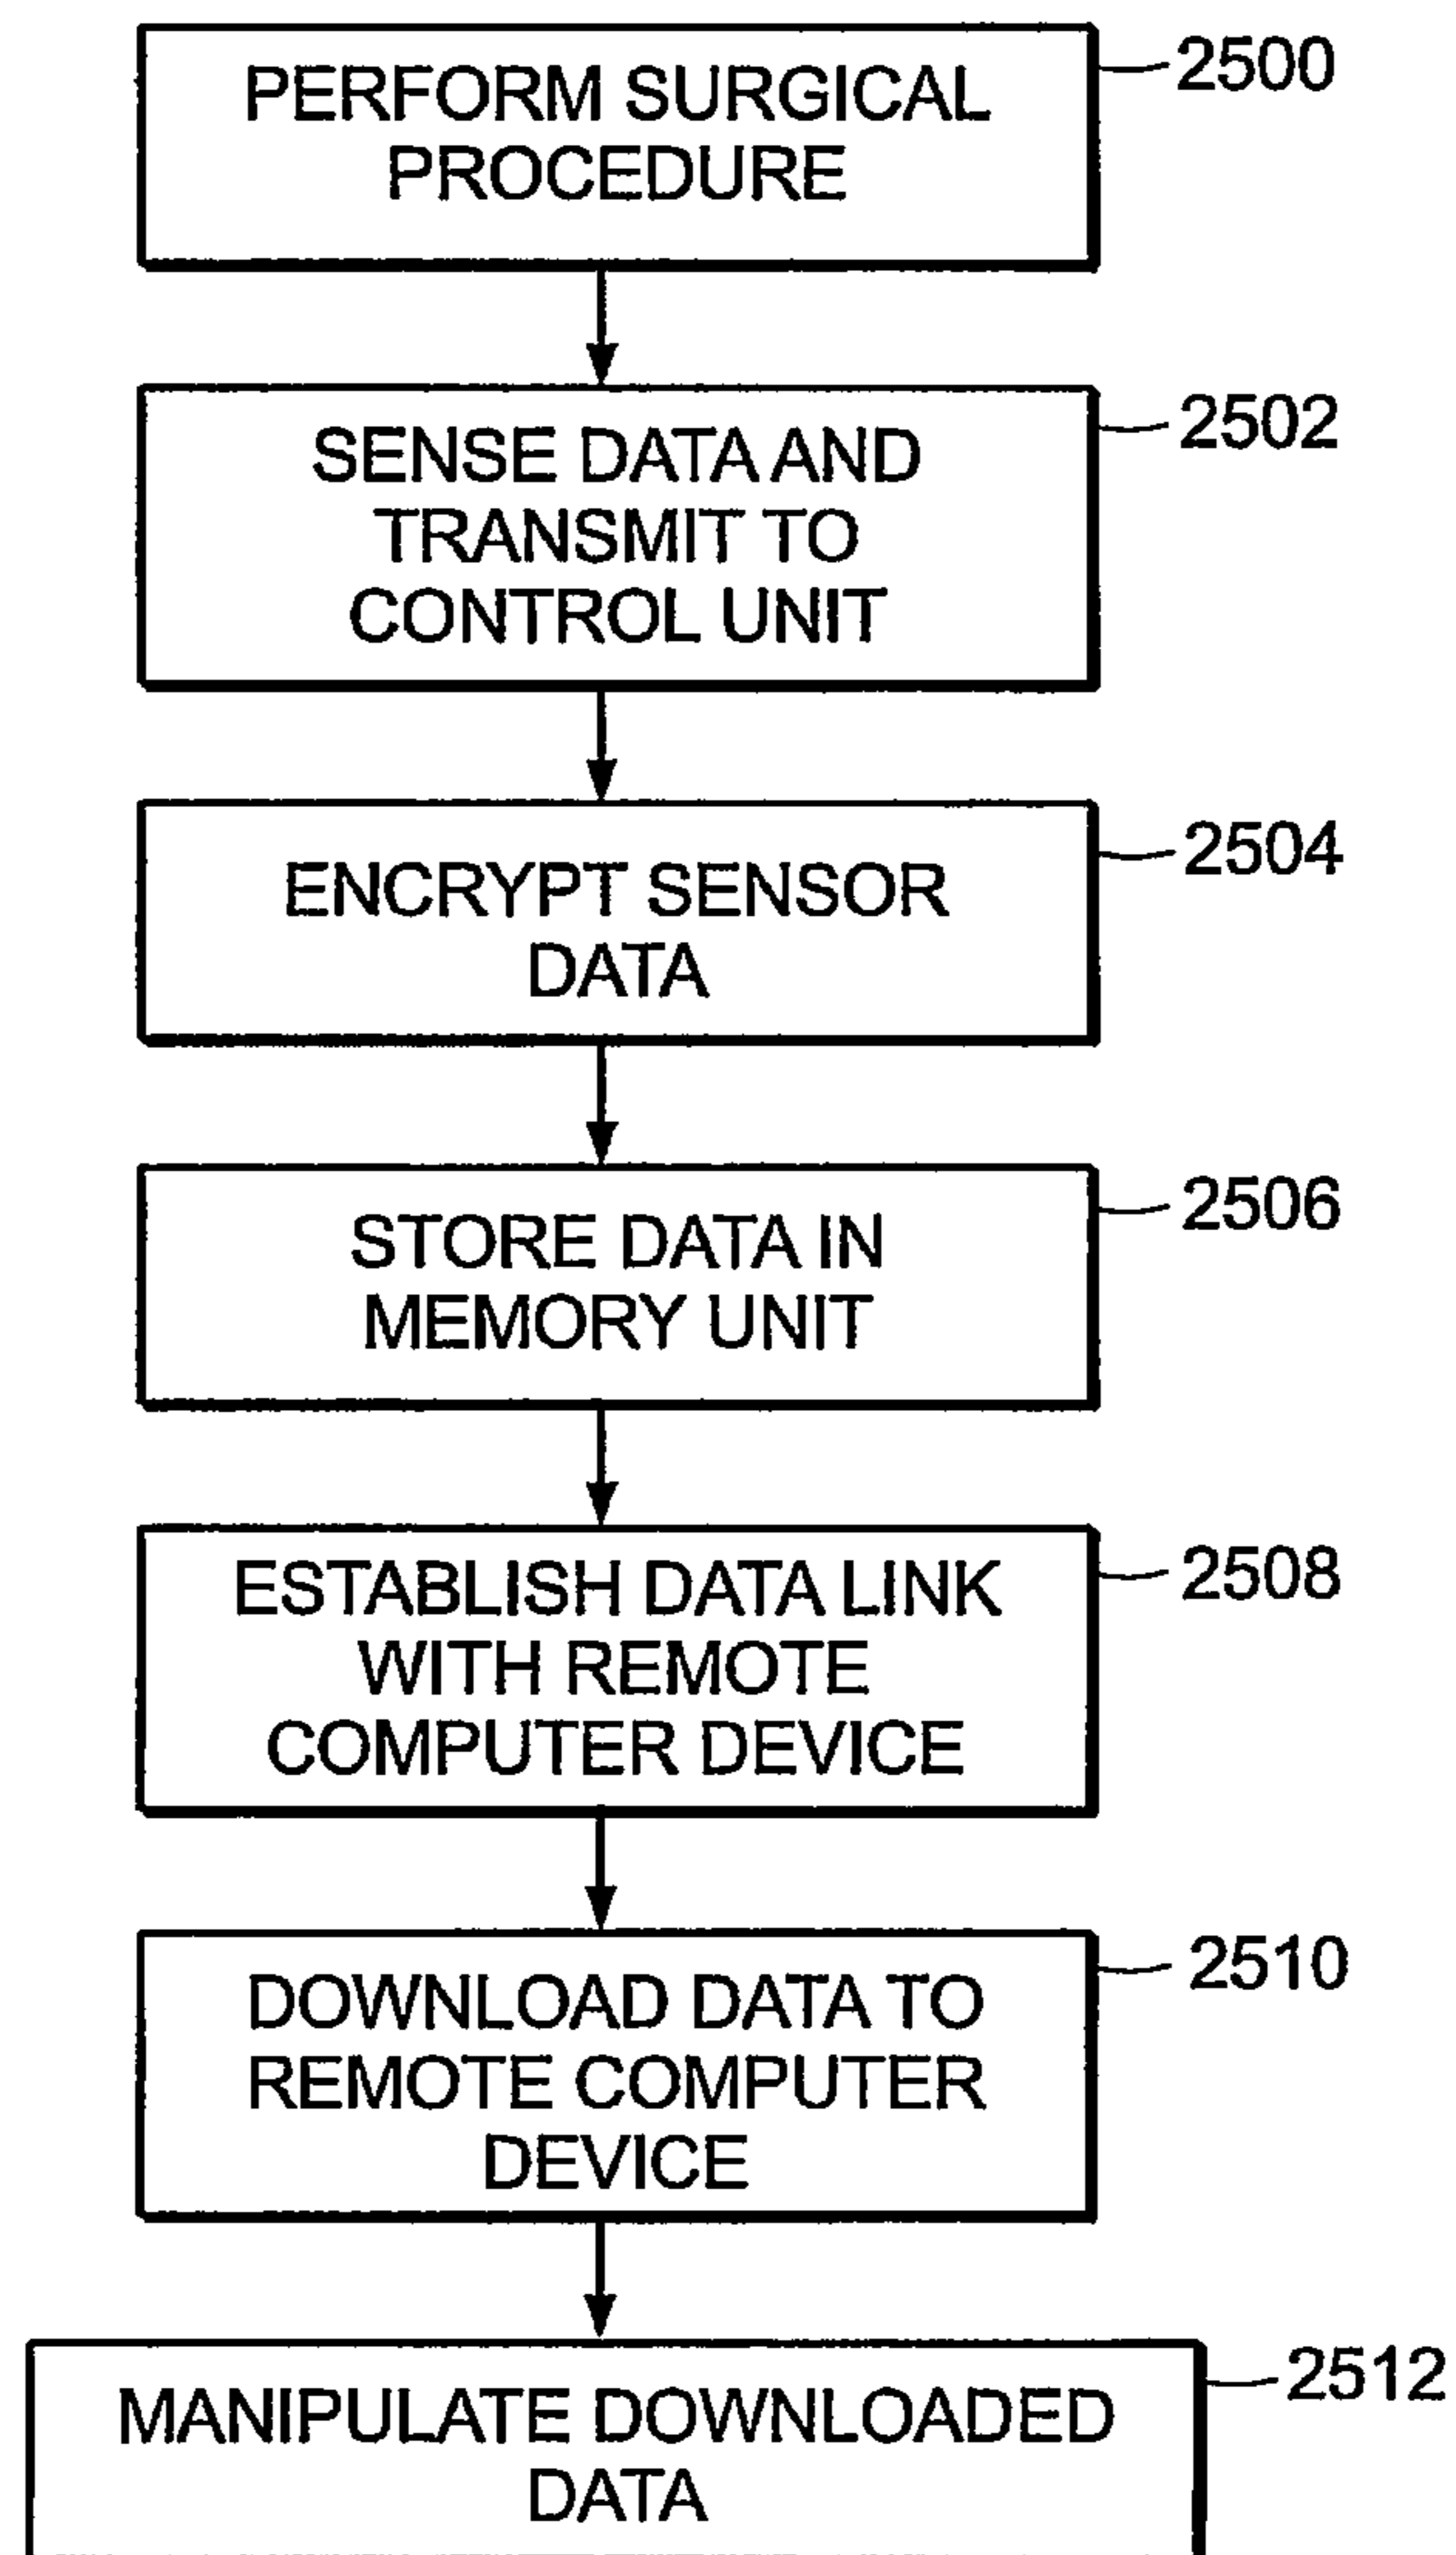 PERFORM SURGICAL
PROCEDURE
2500
SENSE DATA AND
TRANSMIT TO
CONTROL UNIT
2502
ENCRYPT SENSOR
DATA
2504
STORE DATA IN
MEMORY UNIT
2506
ESTABLISH DATA LINK
WITH REMOTE
COMPUTER DEVICE
2508
DOWNLOAD DATA TO
REMOTE COMPUTER
DEVICE
2510
MANIPULATE DOWNLOADED
DATA
2512